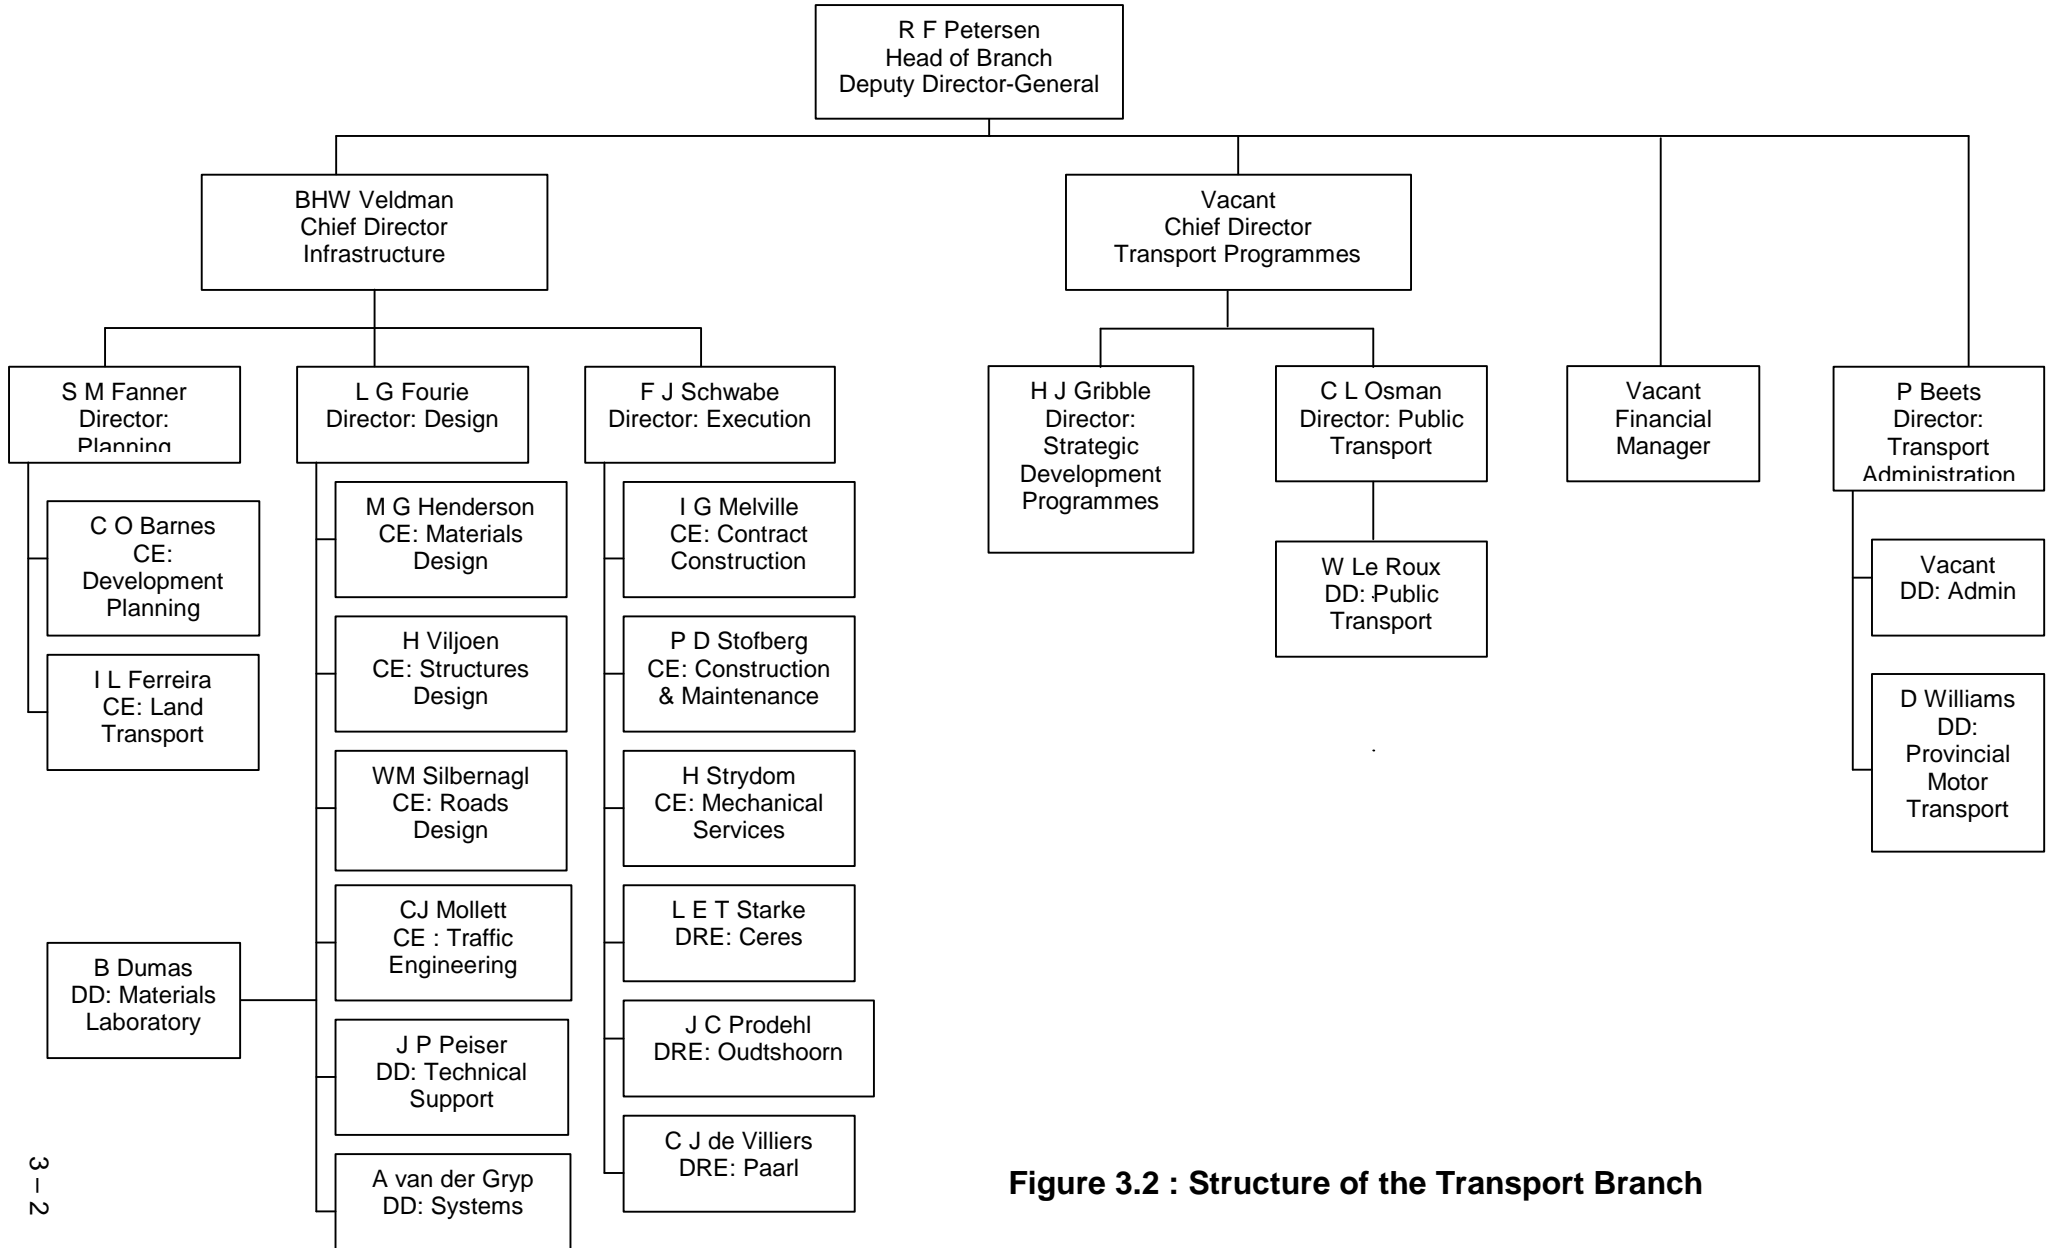 R F Petersen
Head of Branch
Deputy Director-General
BHW Veldman
Chief Director
Infrastructure
Vacant
Chief Director
Transport Programmes
S M Fanner
Director:
Planning
L G Fourie
Director: Design
F J Schwabe
Director: Execution
H J Gribble
Director:
Strategic
Development
Programmes
C L Osman
Director: Public
Transport
Vacant
Financial
Manager
P Beets
Director:
Transport
Administration
C O Barnes
CE:
Development
Planning
I L Ferreira
CE: Land
Transport
M G Henderson
CE: Materials
Design
H Viljoen
CE: Structures
Design
WM Silbernagl
CE: Roads
Design
CJ Mollett
CE : Traffic
Engineering
B Dumas
DD: Materials
Laboratory
J P Peiser
DD: Technical
Support
A van der Gryp
DD: Systems
I G Melville
CE: Contract
Construction
P D Stofberg
CE: Construction
& Maintenance
H Strydom
CE: Mechanical
Services
L E T Starke
DRE: Ceres
J C Prodehl
DRE: Oudtshoorn
C J de Villiers
DRE: Paarl
W Le Roux
DD: Public
Transport
Vacant
DD: Admin
D Williams
DD:
Provincial
Motor
Transport
Figure 3.2 : Structure of the Transport Branch
3 – 2